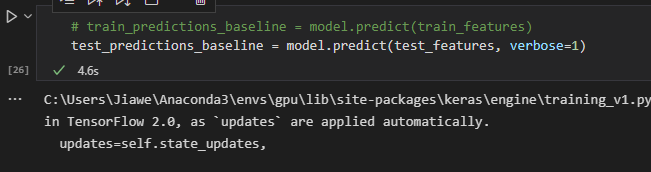 # train_predictions_baseline = model.predict(train_features)
test_predictions_baseline = model.predict(test_features, verbose=1)
[26]
4.6s
... C:\Users\Jiawe\Anaconda3\envs\gpu\lib\site-packages\keras\engine\training_v1.py
in TensorFlow 2.0, as `updates` are applied automatically.
updates=self.state_updates,